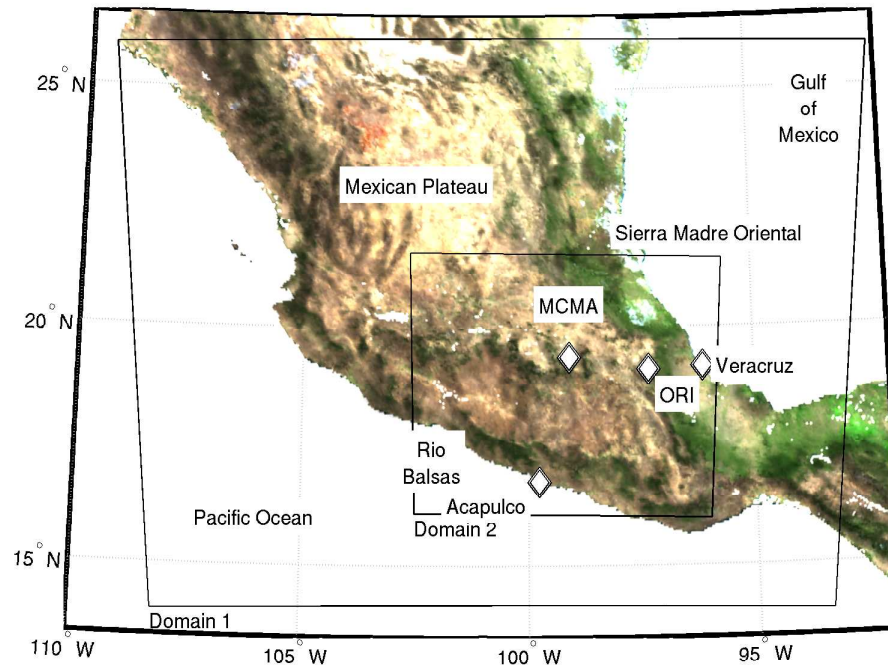 25° N
Gulf
of
Mexico
Mexican Plateau
Sierra Madre Oriental
MCMA
20° N
Veracruz
ORI
Rio
Balsas
Acapulco
Pacific Ocean
Domain 2
15° N
Domain 1
110° W
105° W
100° W
95° W